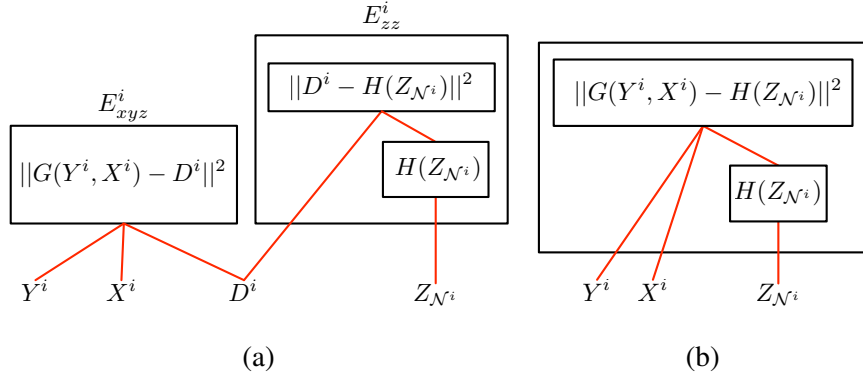 E^i_{zz}
||D^i − H(Z_{𝒩^i})||^2
H(Z_{𝒩^i})
E^i_{xyz}
||G(Y^i, X^i) − D^i||^2
Y^i X^i D^i Z_{𝒩^i}
(a)
||G(Y^i, X^i) − H(Z_{𝒩^i})||^2
H(Z_{𝒩^i})
Y^i X^i Z_{𝒩^i}
(b)